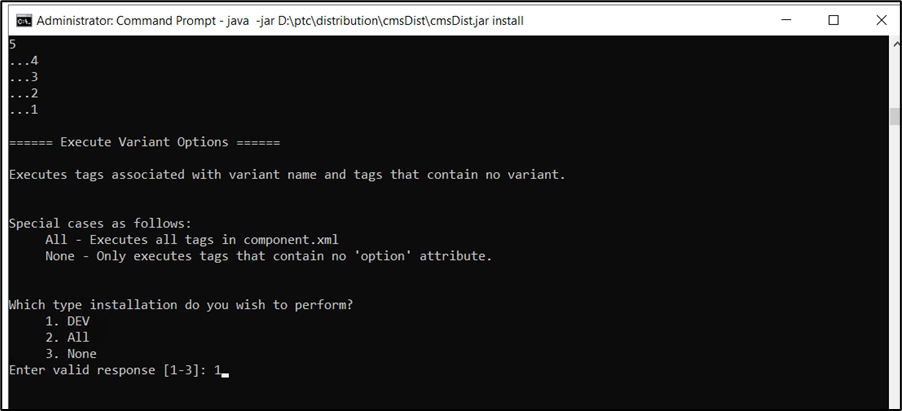 Administrator: Command Prompt - java  -jar D:\ptc\distribution\cmsDist\cmsDist.jar install
5
...4
...3
...2
...1
====== Execute Variant Options ======
Executes tags associated with variant name and tags that contain no variant.
Special cases as follows:
All - Executes all tags in component.xml
None - Only executes tags that contain no 'option' attribute.
Which type installation do you wish to perform?
1. DEV
2. All
3. None
Enter valid response [1-3]: 1